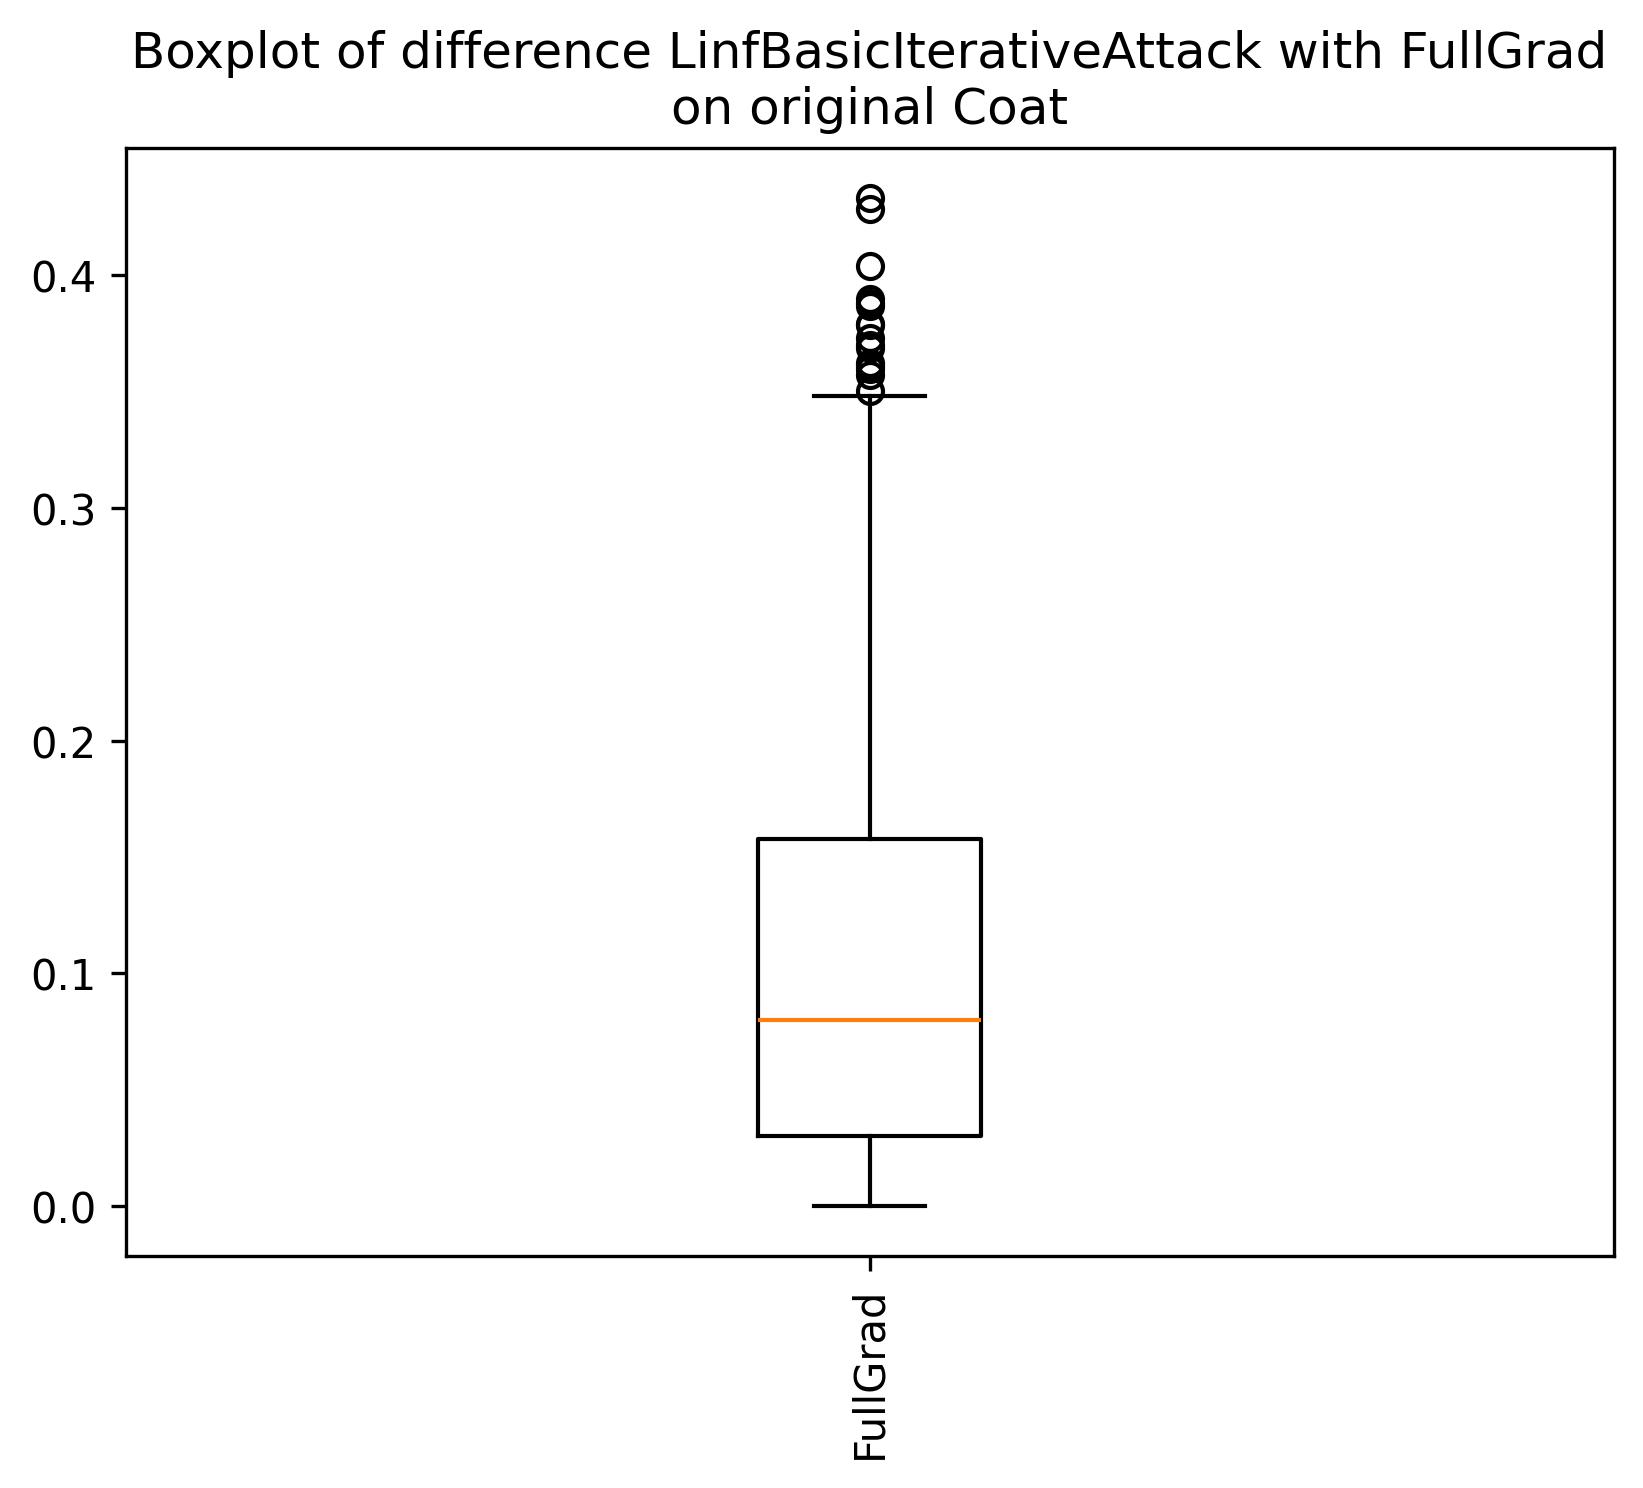 Boxplot of difference LinfBasicIterativeAttack with FullGrad
on original Coat
0.4
0.3
0.2
0.1
0.0
FullGrad